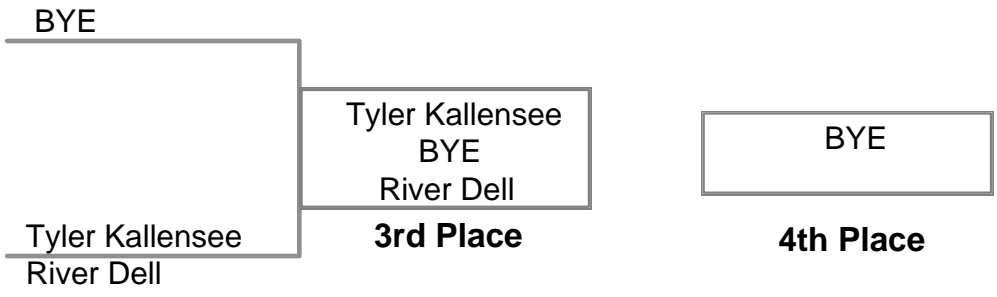 BYE
Tyler Kallensee
River Dell
Tyler Kallensee
BYE
River Dell
3rd Place
BYE
4th Place